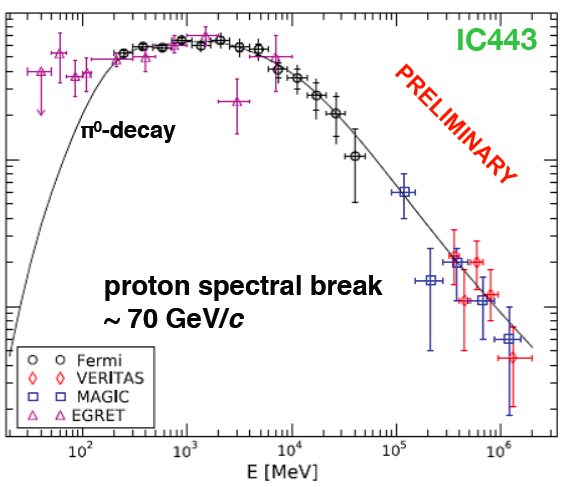 IC443
PRELIMINARY
π⁰-decay
proton spectral break
~ 70 GeV/c
Fermi
VERITAS
MAGIC
EGRET
10² 10³ 10⁴ 10⁵ 10⁶
E [MeV]